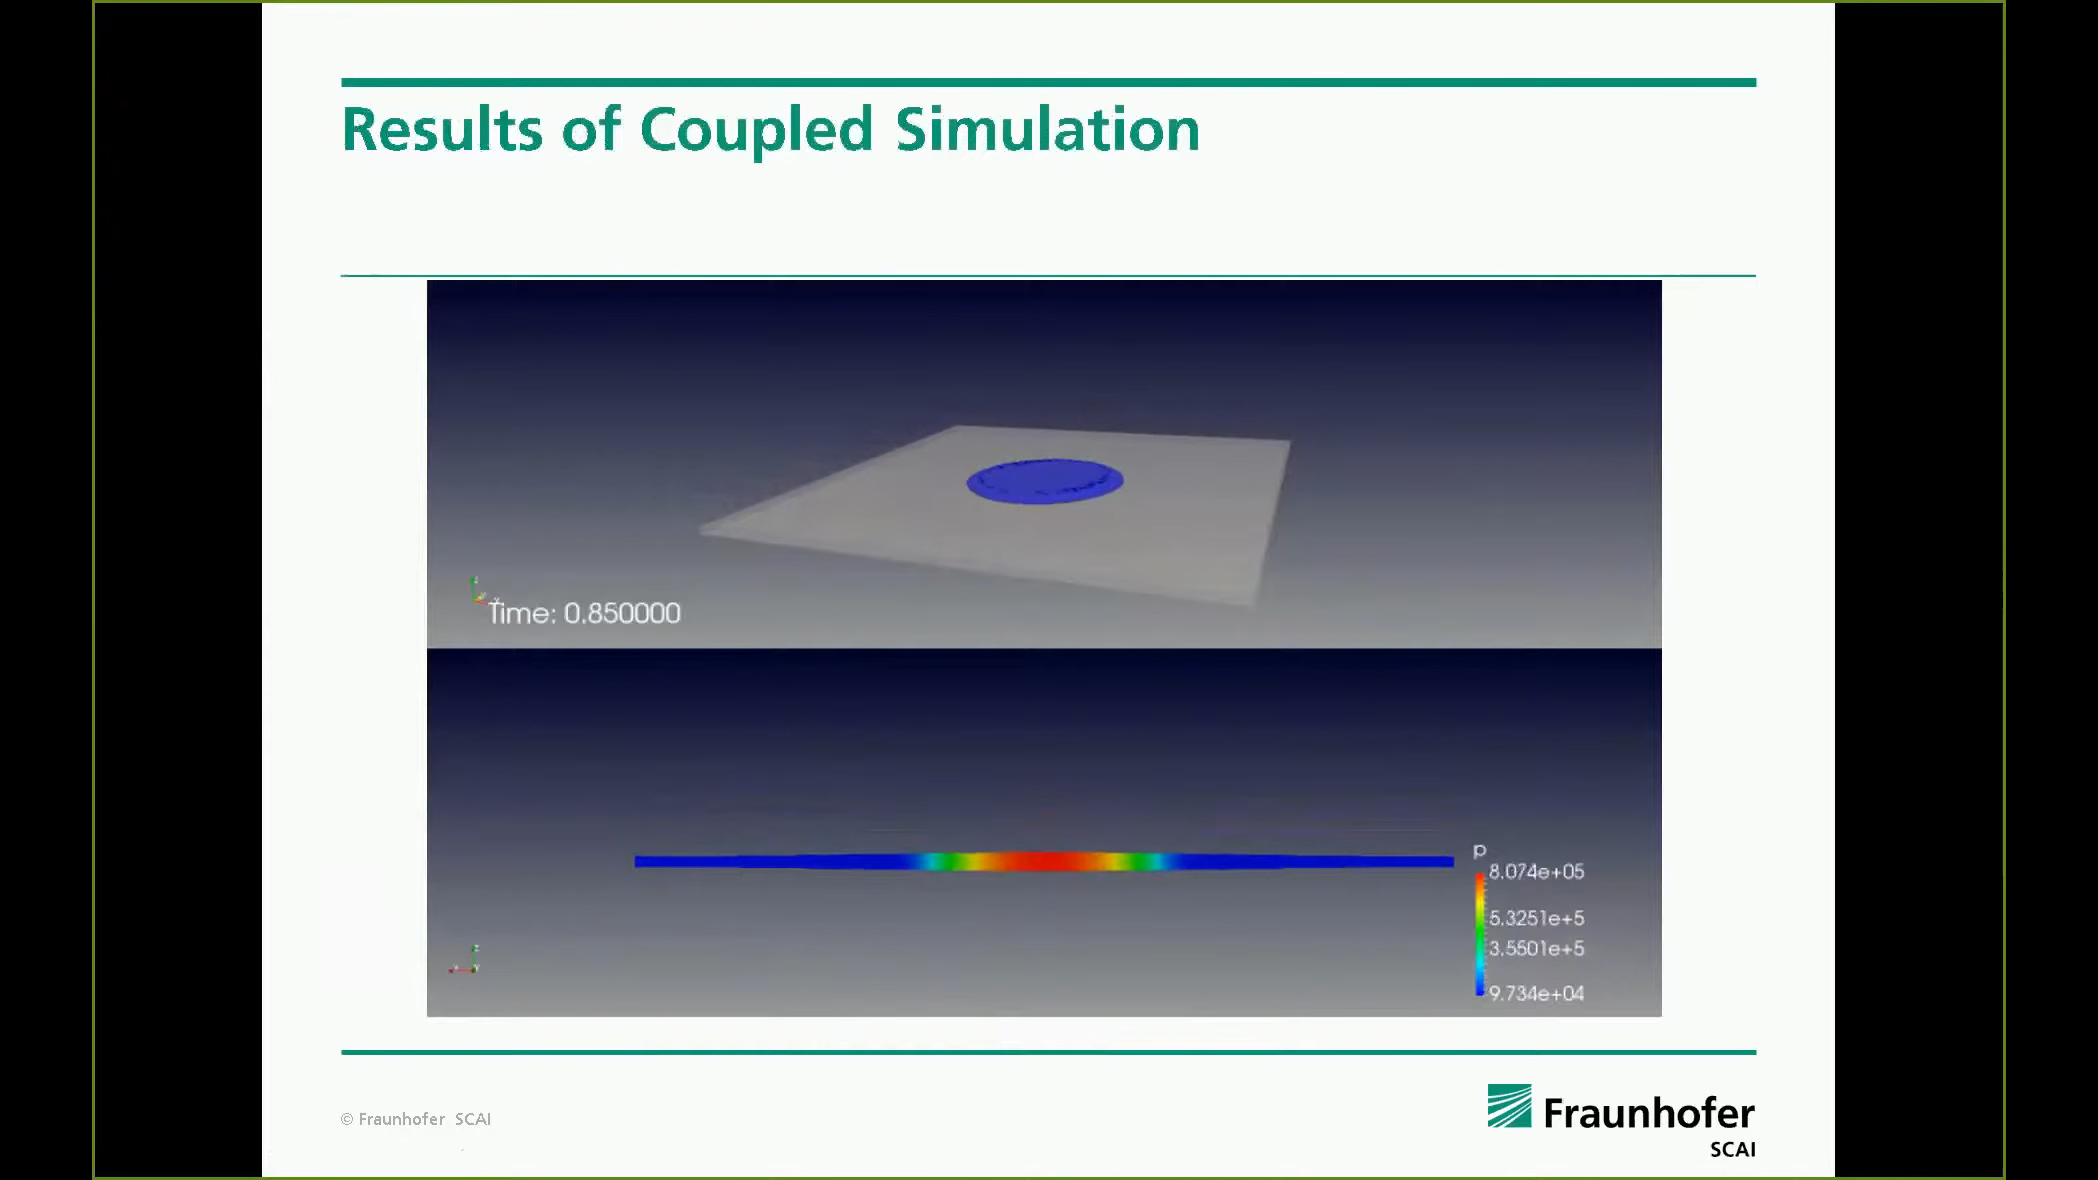 Results of Coupled Simulation
Time: 0.850000
p
8.074e+05
5.3251e+5
3.5501e+5
9.734e+04
© Fraunhofer SCAI
Fraunhofer
SCAI